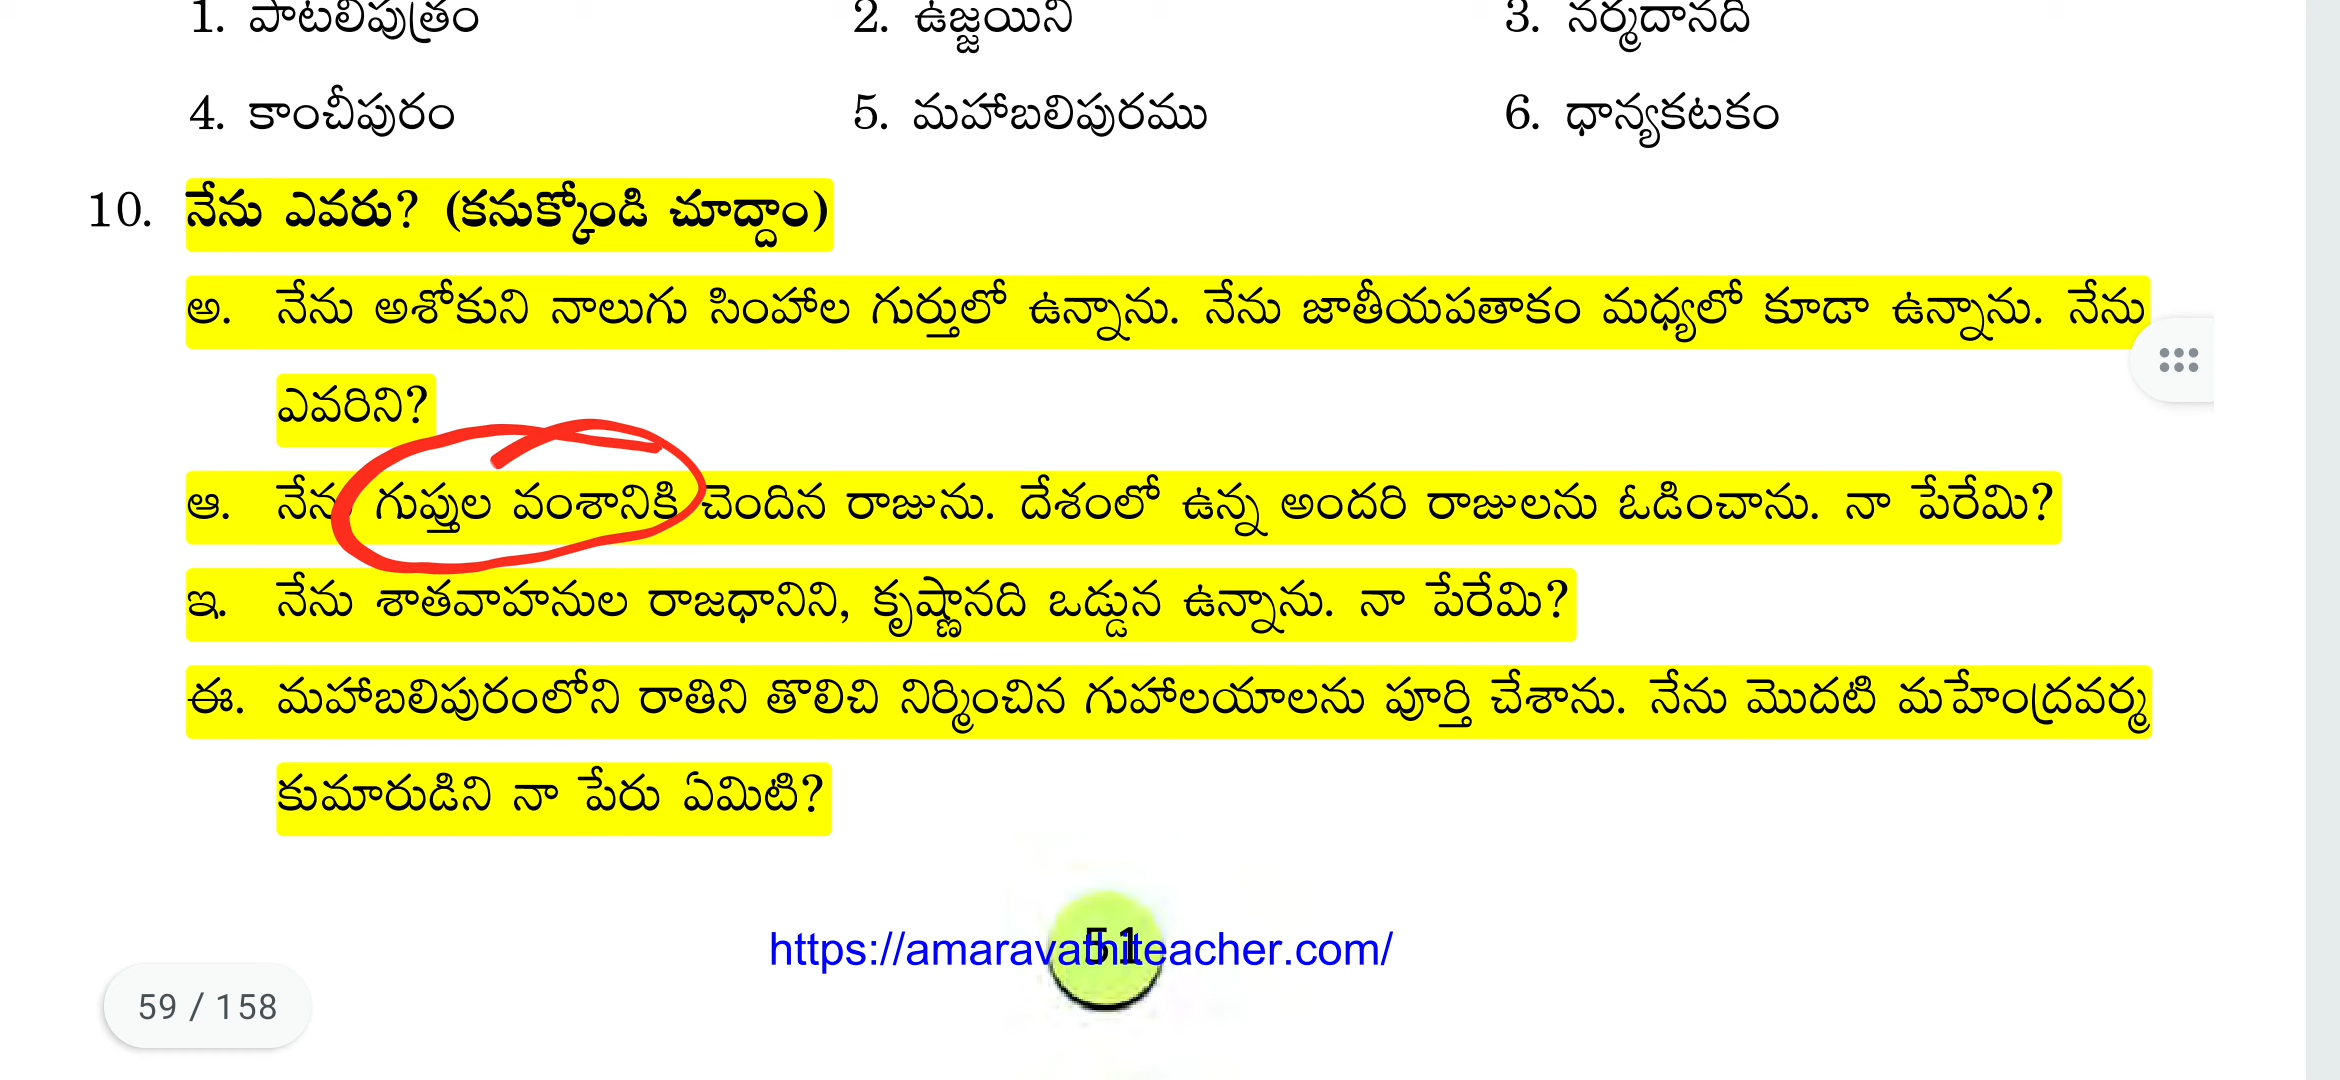 1. పాటలిపుత్రం 2. ఉజ్జయిని 3. నర్మదానది
4. కాంచీపురం 5. మహాబలిపురము 6. ధాన్యకటకం
10. నేను ఎవరు? (కనుక్కోండి చూద్దాం)
అ. నేను అశోకుని నాలుగు సింహాల గుర్తులో ఉన్నాను. నేను జాతీయపతాకం మధ్యలో కూడా ఉన్నాను. నేను
ఎవరిని?
ఆ. నేను గుప్తుల వంశానికి చెందిన రాజును. దేశంలో ఉన్న అందరి రాజులను ఓడించాను. నా పేరేమి?
ఇ. నేను శాతవాహనుల రాజధానిని, కృష్ణానది ఒడ్డున ఉన్నాను. నా పేరేమి?
ఈ. మహాబలిపురంలోని రాతిని తొలిచి నిర్మించిన గుహాలయాలను పూర్తి చేశాను. నేను మొదటి మహేంద్రవర్మ
కుమారుడిని నా పేరు ఏమిటి?
51
https://amaravathiteacher.com/
59 / 158